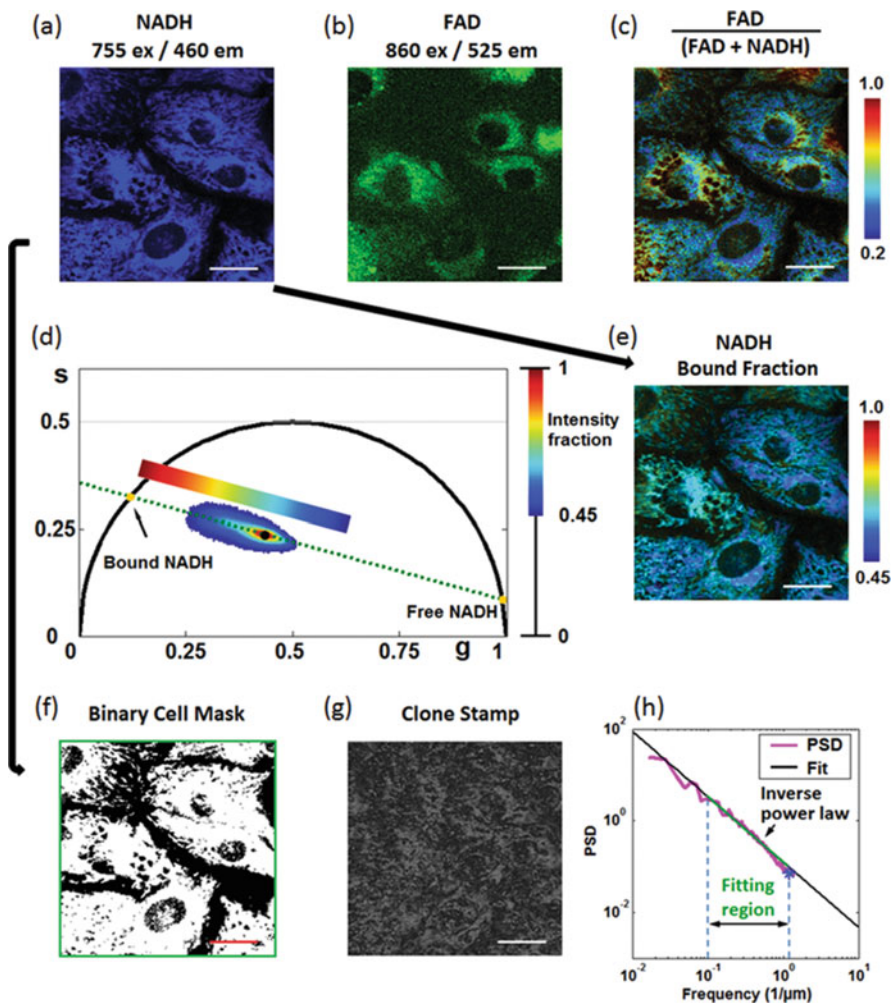 (a)
NADH
755 ex / 460 em
(b)
FAD
860 ex / 525 em
(c)
FAD
(FAD + NADH)
1.0
0.2
(d)
s
0.5
0.25
0
Bound NADH
Free NADH
0
0.25
0.5
0.75
g
1
1
Intensity
fraction
0.45
0
(e)
NADH
Bound Fraction
1.0
0.45
(f)
Binary Cell Mask
(g)
Clone Stamp
(h)
10^2
10^0
10^-2
PSD
PSD
Fit
Inverse
power law
Fitting
region
10^-2
10^-1
10^0
10^1
Frequency (1/µm)